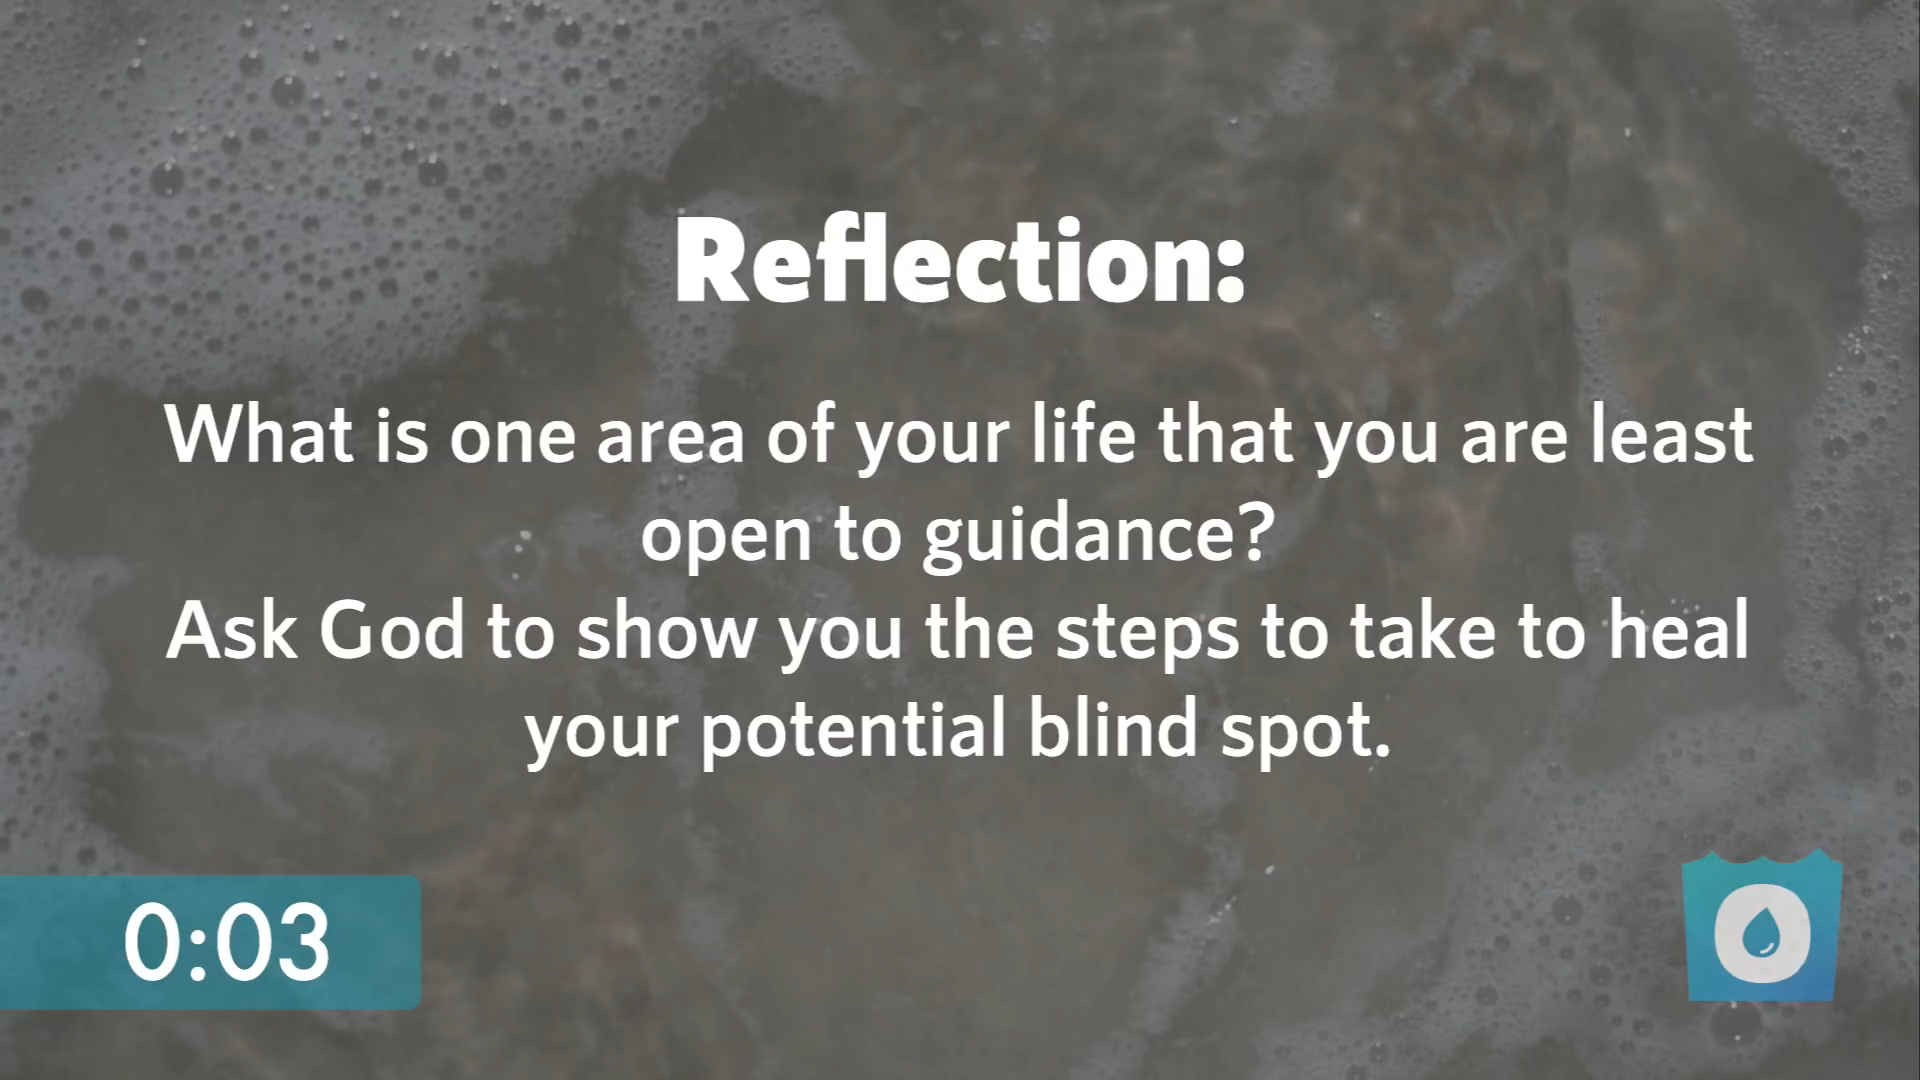 Reflection:
What is one area of your life that you are least
open to guidance?
Ask God to show you the steps to take to heal
your potential blind spot.
0:03